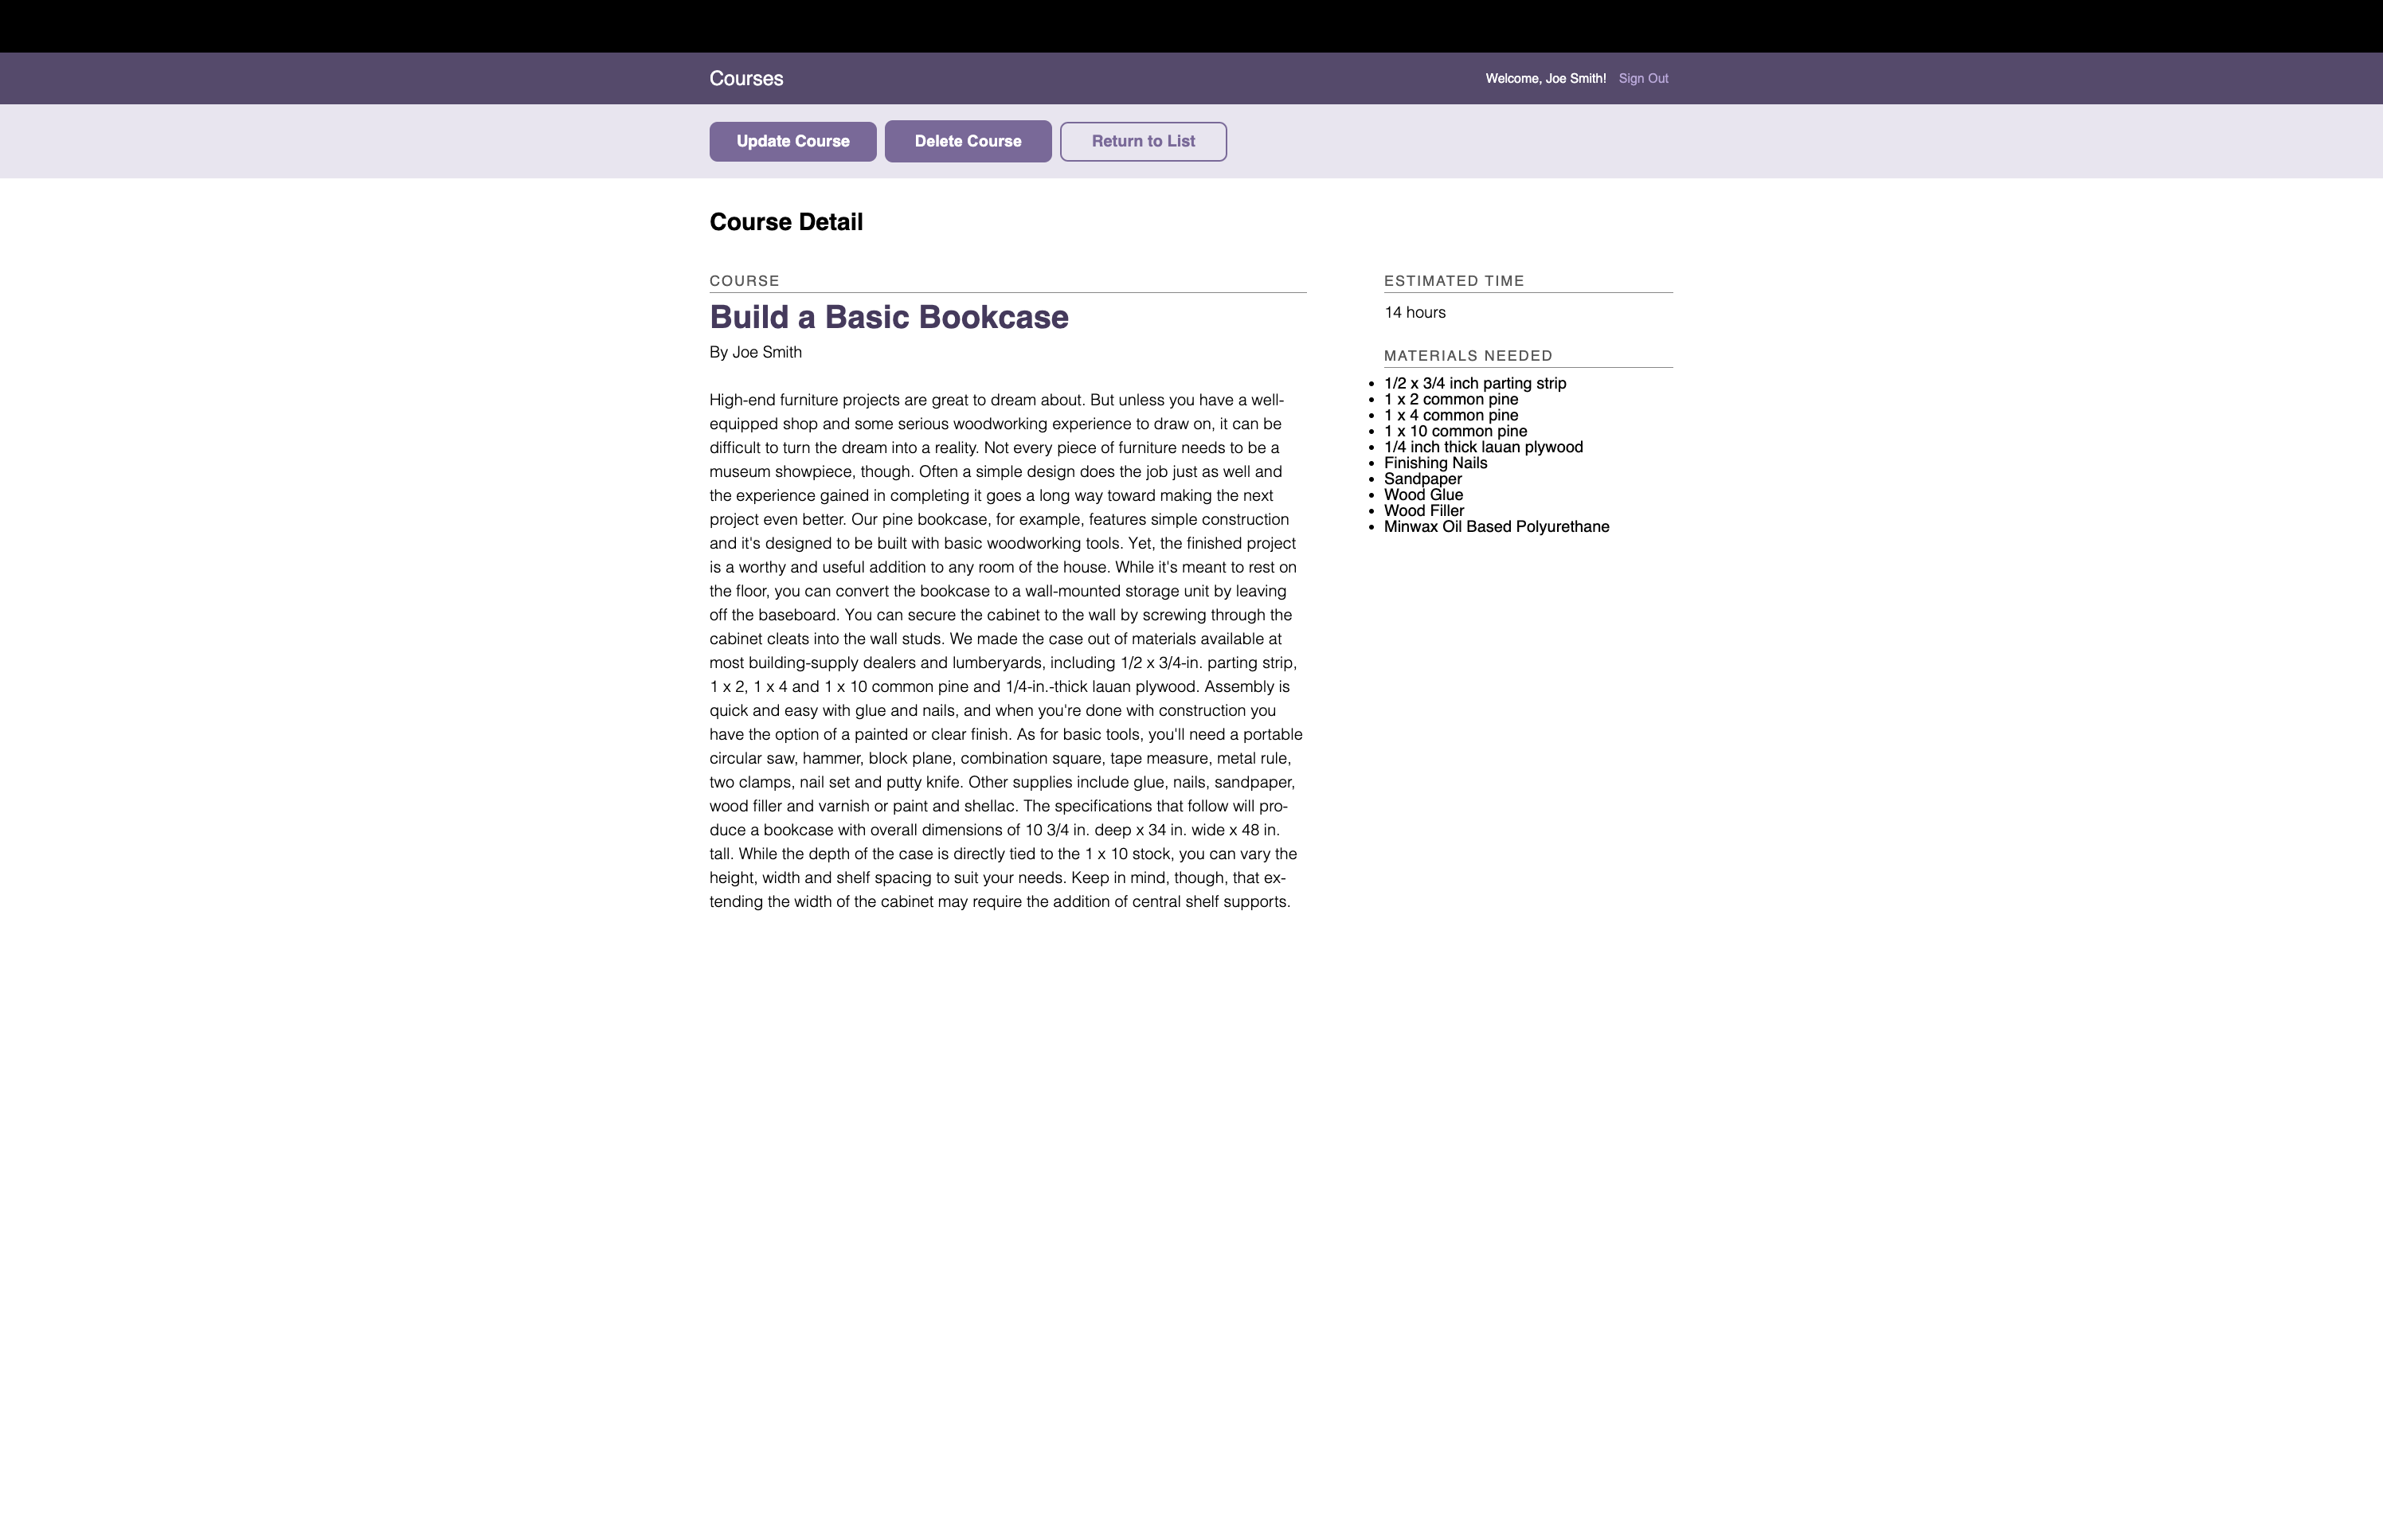 Courses
Welcome, Joe Smith! Sign Out
Update Course Delete Course Return to List
Course Detail
COURSE
Build a Basic Bookcase
By Joe Smith
High-end furniture projects are great to dream about. But unless you have a well-
equipped shop and some serious woodworking experience to draw on, it can be
difficult to turn the dream into a reality. Not every piece of furniture needs to be a
museum showpiece, though. Often a simple design does the job just as well and
the experience gained in completing it goes a long way toward making the next
project even better. Our pine bookcase, for example, features simple construction
and it's designed to be built with basic woodworking tools. Yet, the finished project
is a worthy and useful addition to any room of the house. While it's meant to rest on
the floor, you can convert the bookcase to a wall-mounted storage unit by leaving
off the baseboard. You can secure the cabinet to the wall by screwing through the
cabinet cleats into the wall studs. We made the case out of materials available at
most building-supply dealers and lumberyards, including 1/2 x 3/4-in. parting strip,
1 x 2, 1 x 4 and 1 x 10 common pine and 1/4-in.-thick lauan plywood. Assembly is
quick and easy with glue and nails, and when you're done with construction you
have the option of a painted or clear finish. As for basic tools, you'll need a portable
circular saw, hammer, block plane, combination square, tape measure, metal rule,
two clamps, nail set and putty knife. Other supplies include glue, nails, sandpaper,
wood filler and varnish or paint and shellac. The specifications that follow will pro-
duce a bookcase with overall dimensions of 10 3/4 in. deep x 34 in. wide x 48 in.
tall. While the depth of the case is directly tied to the 1 x 10 stock, you can vary the
height, width and shelf spacing to suit your needs. Keep in mind, though, that ex-
tending the width of the cabinet may require the addition of central shelf supports.
ESTIMATED TIME
14 hours
MATERIALS NEEDED
• 1/2 x 3/4 inch parting strip
• 1 x 2 common pine
• 1 x 4 common pine
• 1 x 10 common pine
• 1/4 inch thick lauan plywood
• Finishing Nails
• Sandpaper
• Wood Glue
• Wood Filler
• Minwax Oil Based Polyurethane